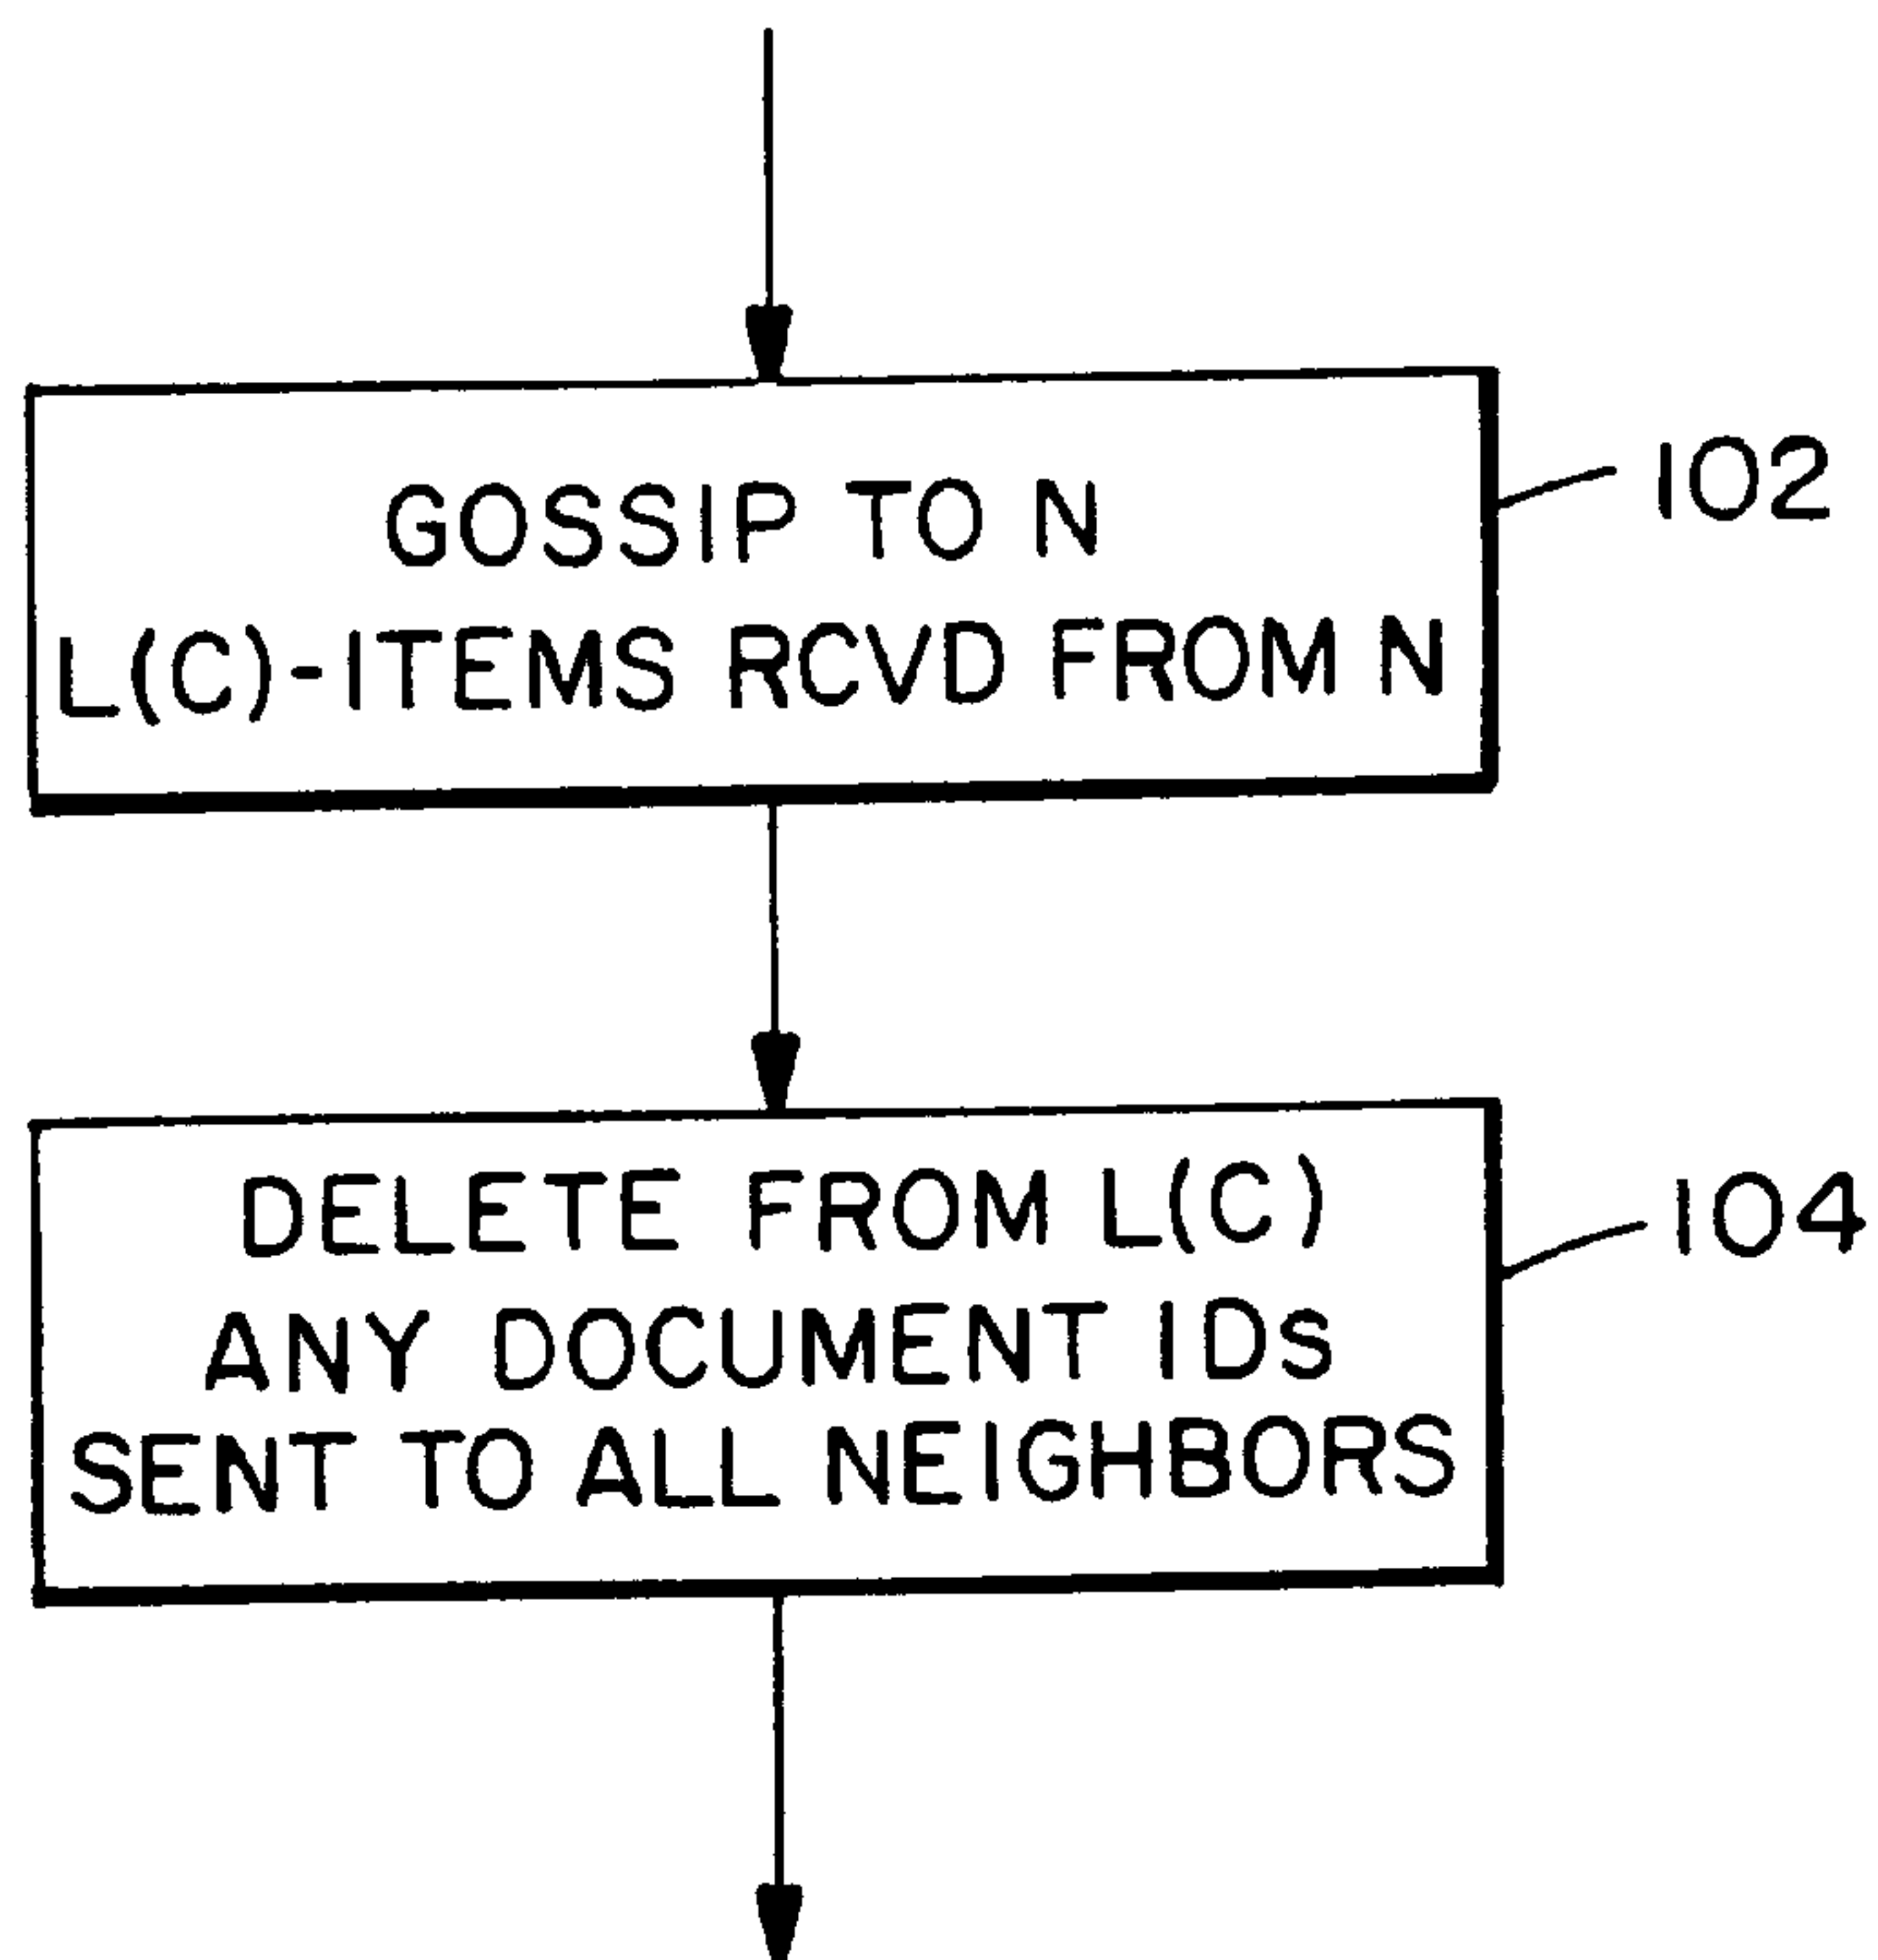 GOSSIP TO N
L(C)-ITEMS RCVD FROM N
102
DELETE FROM L(C)
ANY DOCUMENT IDs
SENT TO ALL NEIGHBORS
104